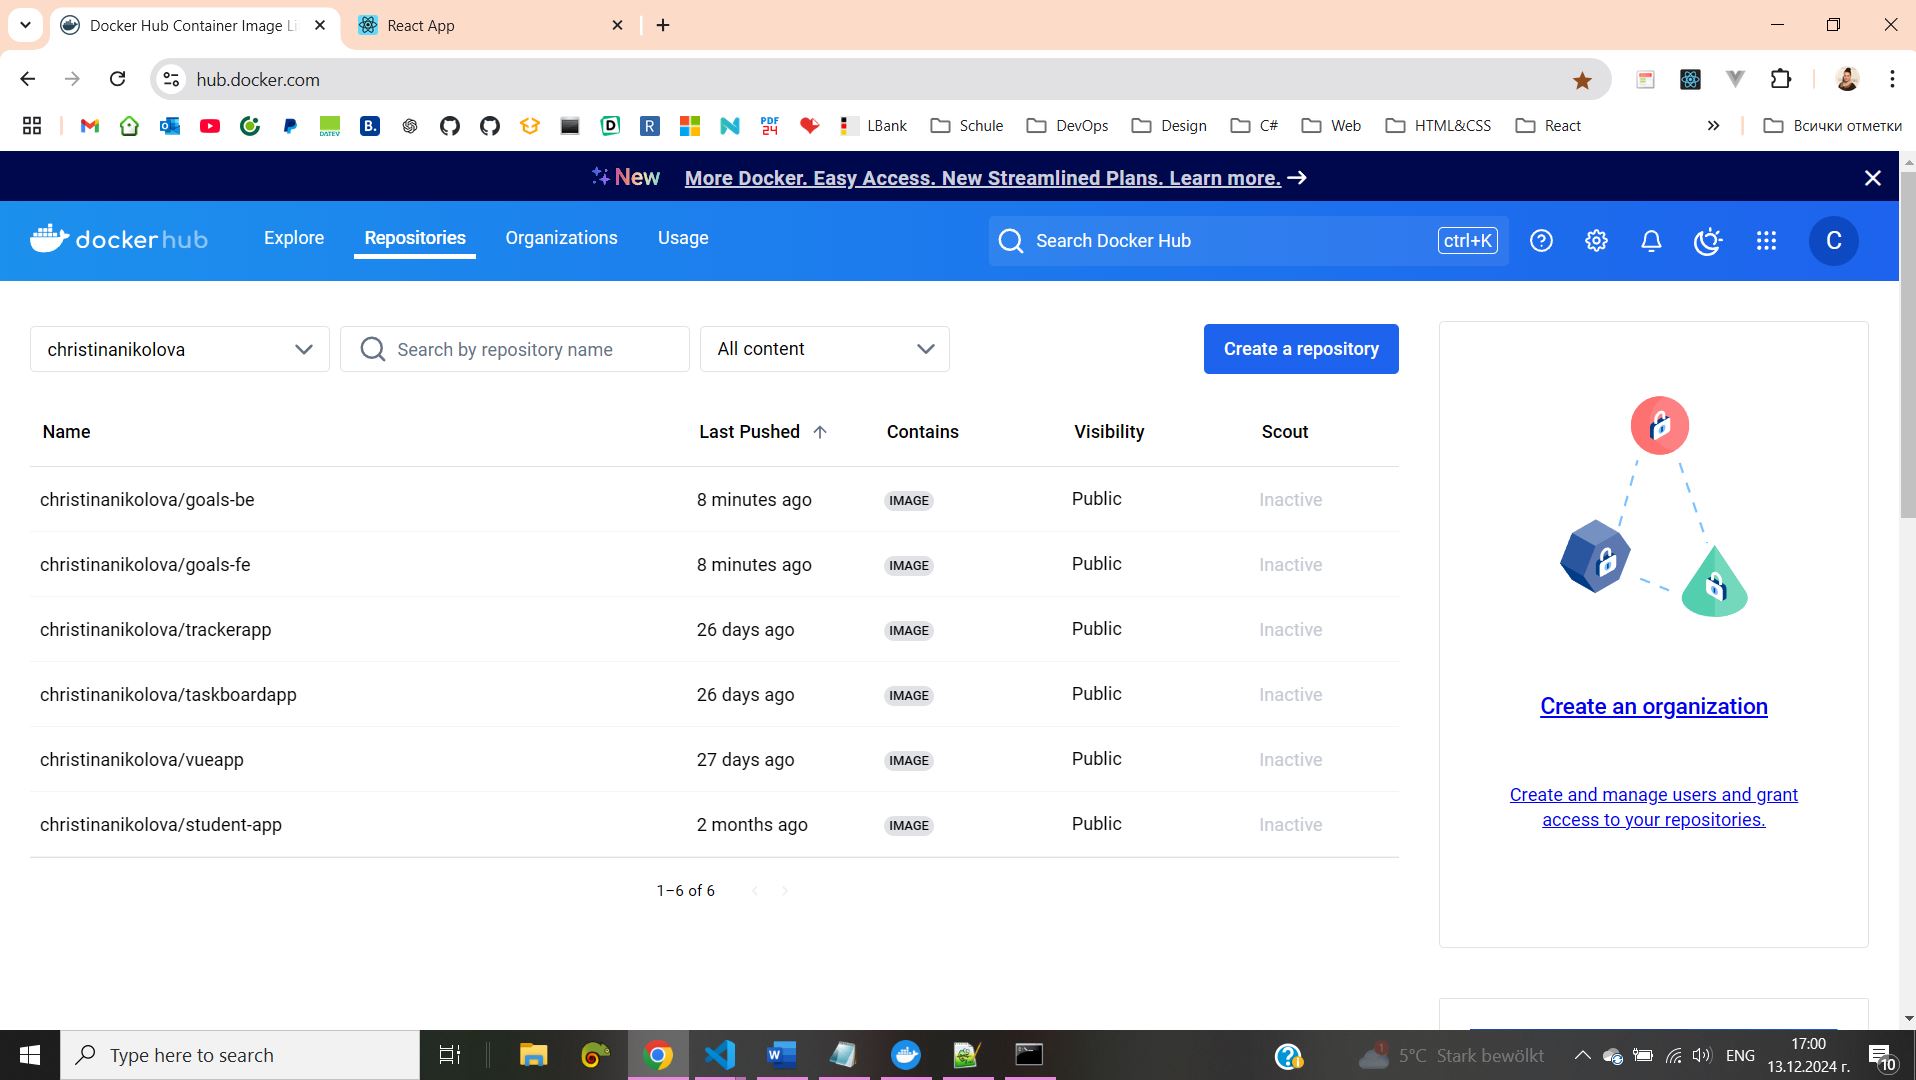 Docker Hub Container Image Li
React App
hub.docker.com
DATEV
B.
R
PDF 24
LBank
Schule
DevOps
Design
C#
Web
HTML&CSS
React
Всички отметки
New More Docker. Easy Access. New Streamlined Plans. Learn more. →
dockerhub
Explore
Repositories
Organizations
Usage
Search Docker Hub
ctrl+K
C
christinanikolova
Search by repository name
All content
Create a repository
Name Last Pushed Contains Visibility Scout
christinanikolova/goals-be 8 minutes ago IMAGE Public Inactive
christinanikolova/goals-fe 8 minutes ago IMAGE Public Inactive
christinanikolova/trackerapp 26 days ago IMAGE Public Inactive
christinanikolova/taskboardapp 26 days ago IMAGE Public Inactive
christinanikolova/vueapp 27 days ago IMAGE Public Inactive
christinanikolova/student-app 2 months ago IMAGE Public Inactive
1–6 of 6
Create an organization
Create and manage users and grant
access to your repositories.
Type here to search
1
5°C Stark bewölkt
ENG
17:00
13.12.2024 г.
10